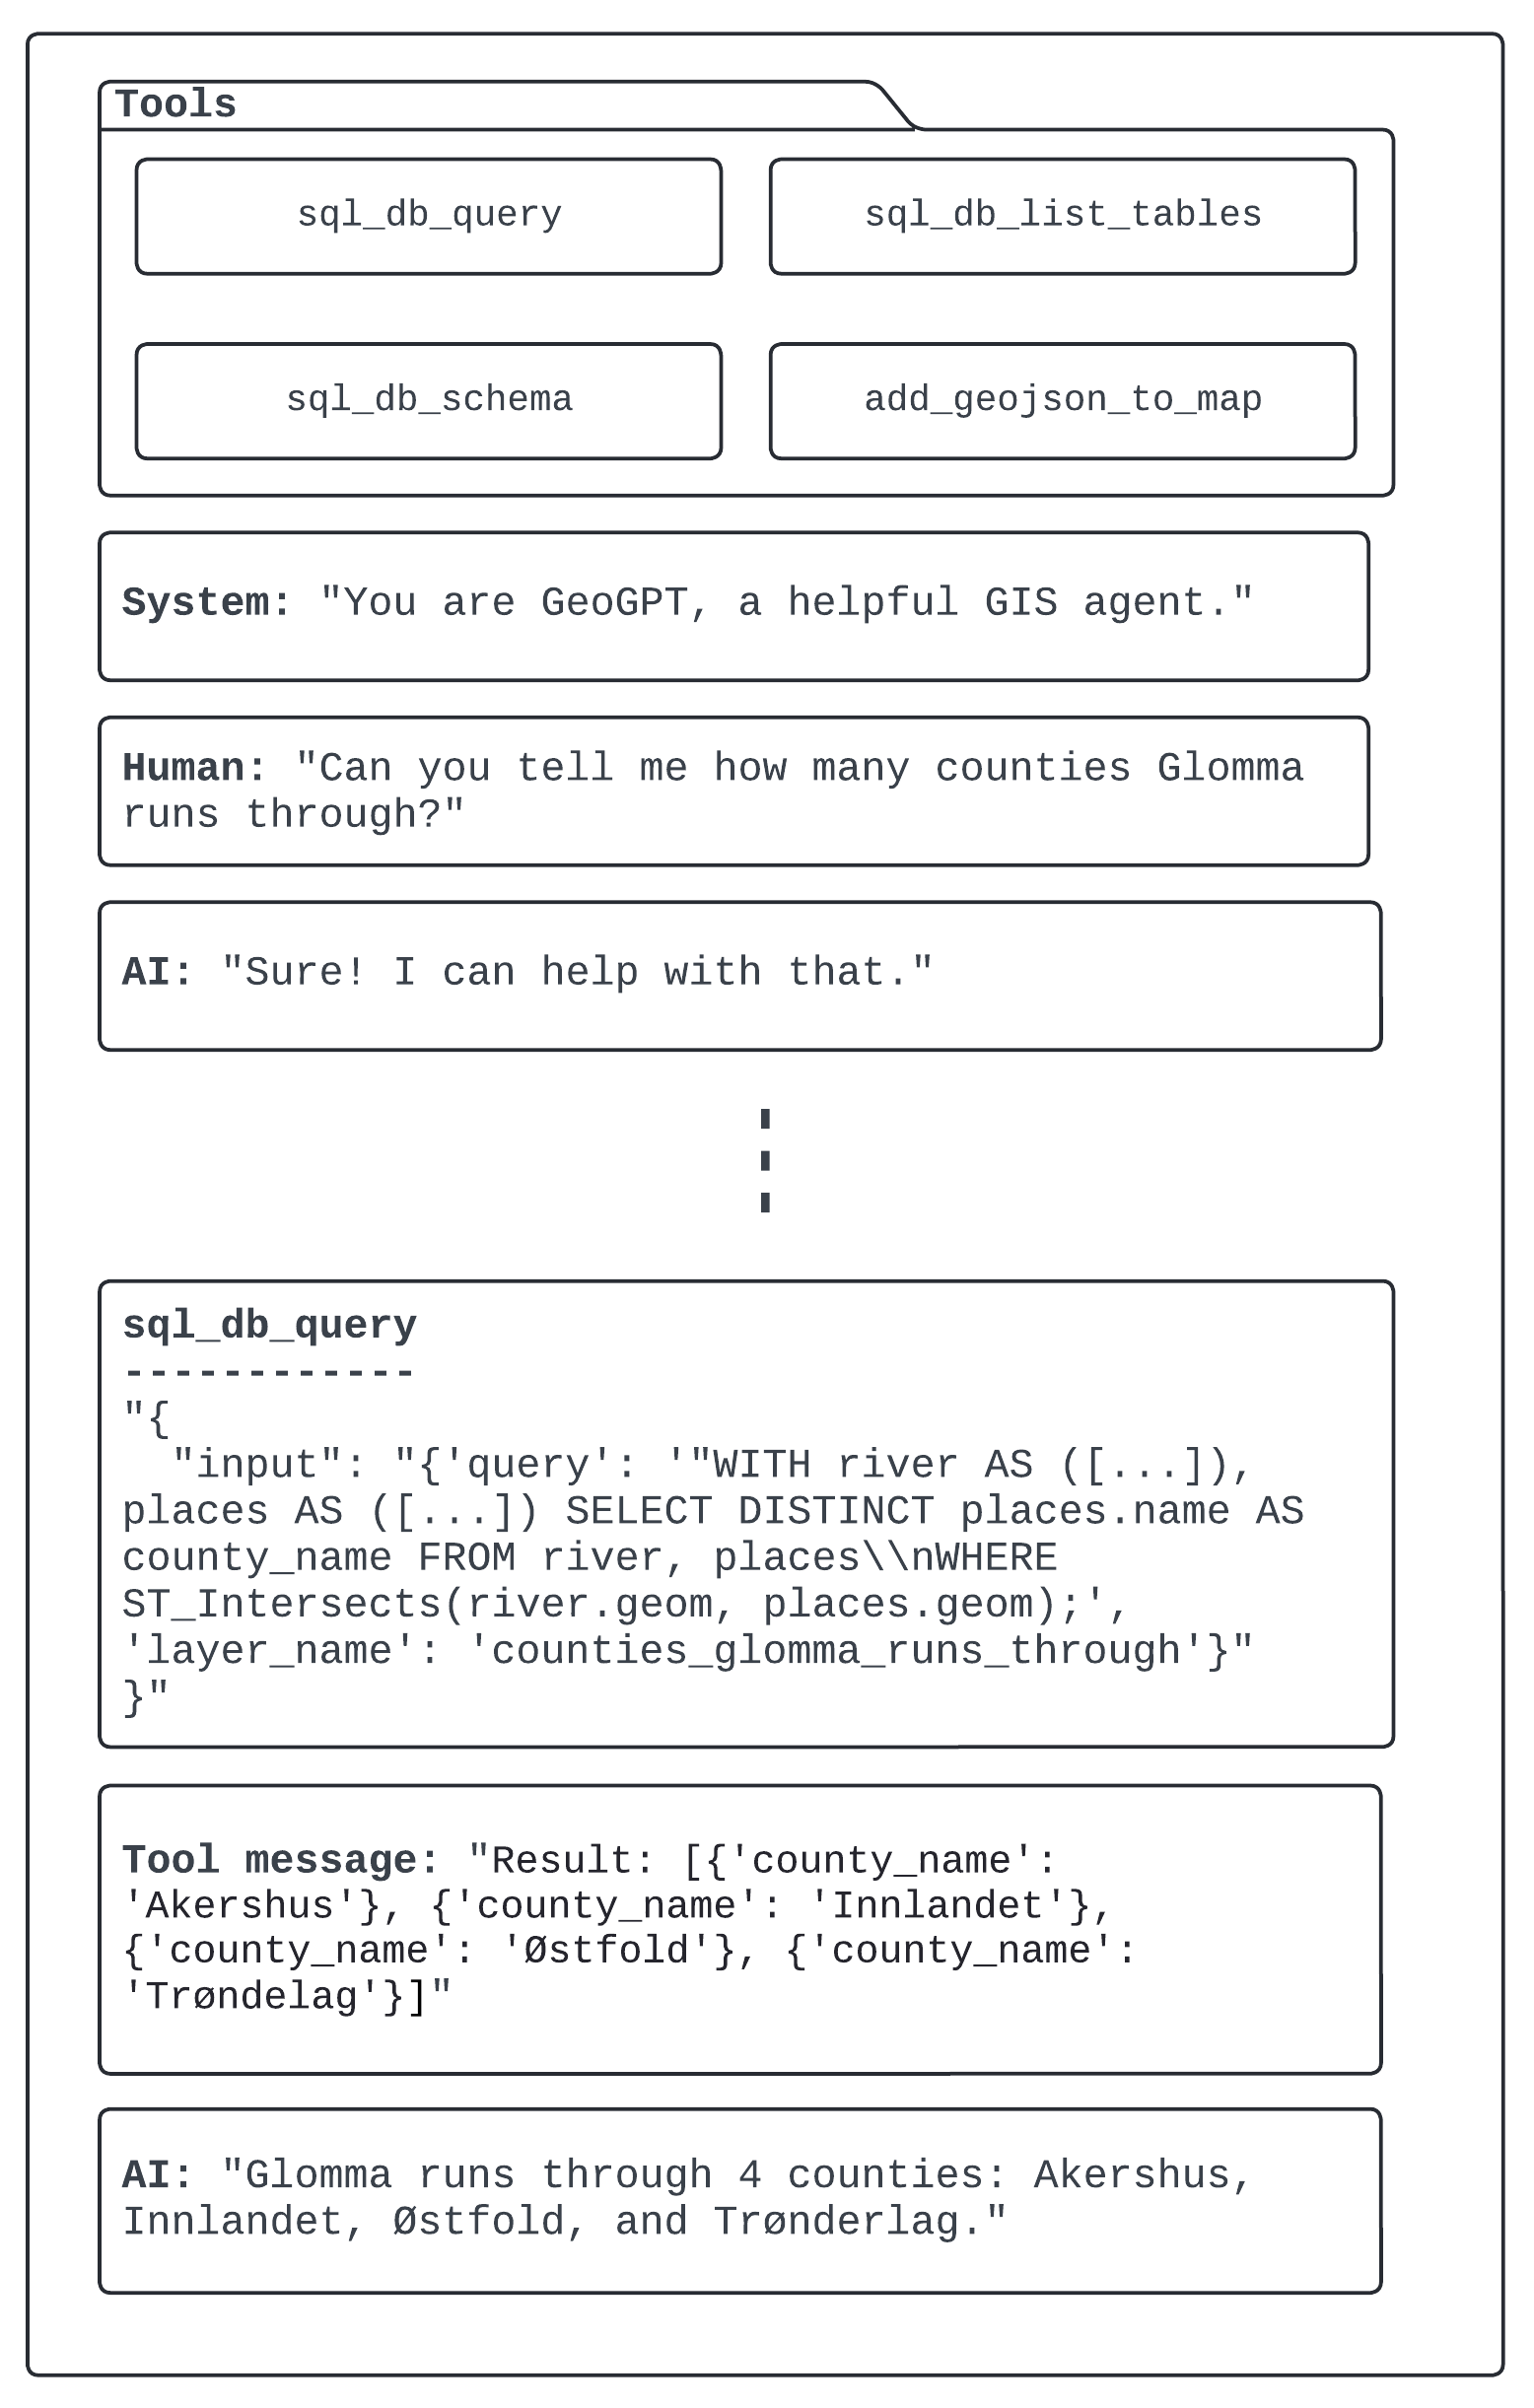 Tools
sql_db_query
sql_db_list_tables
sql_db_schema
add_geojson_to_map
System: "You are GeoGPT, a helpful GIS agent."
Human: "Can you tell me how many counties Glomma
runs through?"
AI: "Sure! I can help with that."
sql_db_query
------------
"{
  "input": "{'query': '"WITH river AS ([...]),
places AS ([...]) SELECT DISTINCT places.name AS
county_name FROM river, places\\nWHERE
ST_Intersects(river.geom, places.geom);',
'layer_name': 'counties_glomma_runs_through'}"
}"
Tool message: "Result: [{'county_name':
'Akershus'}, {'county_name': 'Innlandet'},
{'county_name': 'Østfold'}, {'county_name':
'Trøndelag'}]"
AI: "Glomma runs through 4 counties: Akershus,
Innlandet, Østfold, and Trønderlag."